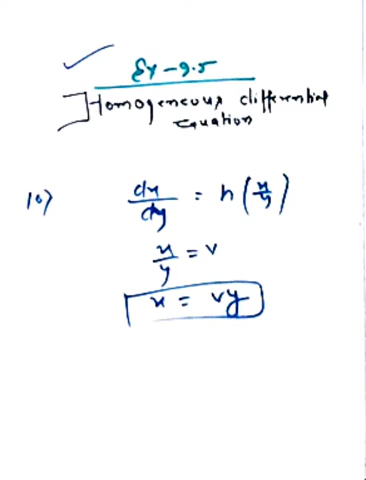 Ex-9.5
Homogeneous differential
equation
10) dx/dy = h(x/y)
x/y = v
x = vy